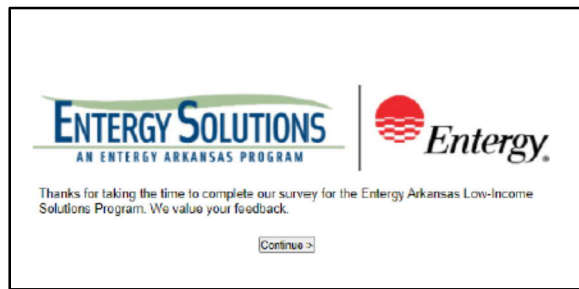 ENTERGY SOLUTIONS
AN ENTERGY ARKANSAS PROGRAM
Entergy®
Thanks for taking the time to complete our survey for the Entergy Arkansas Low-Income
Solutions Program. We value your feedback.
Continue >